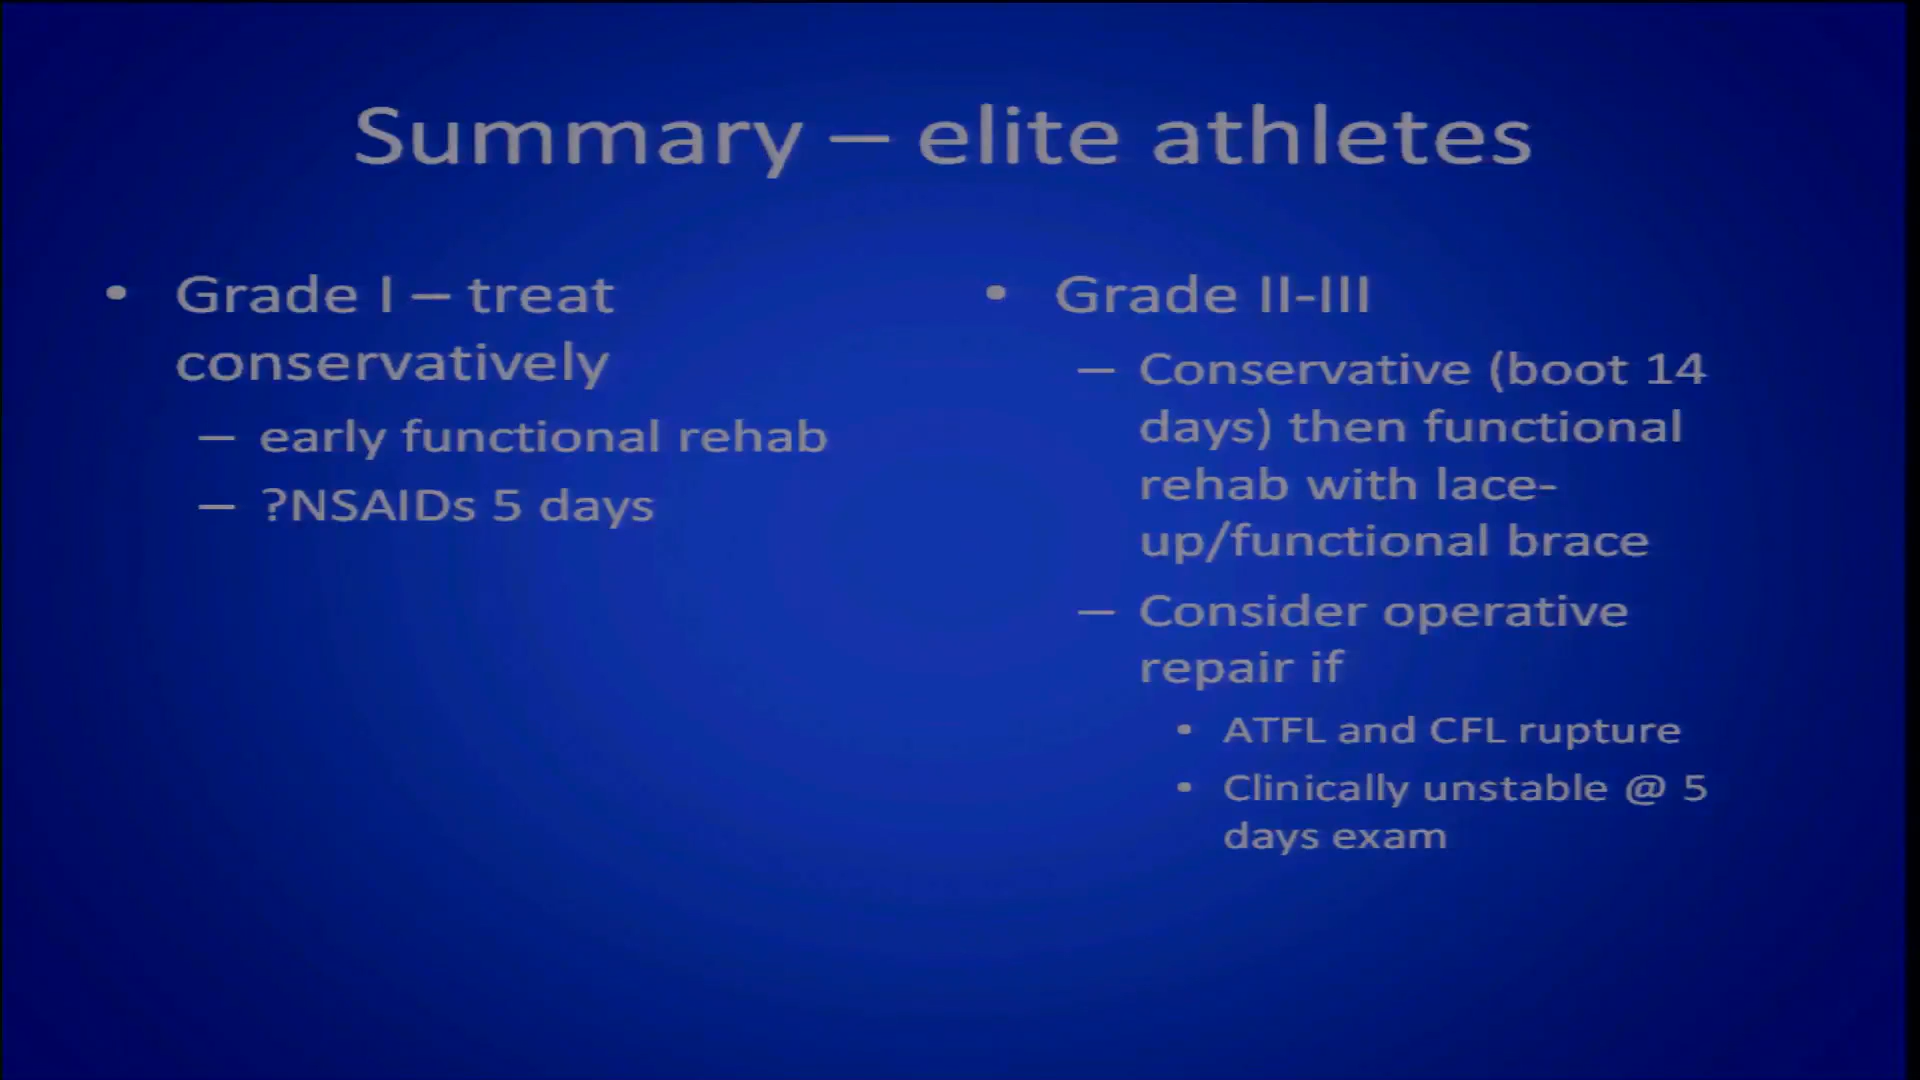 Summary – elite athletes
• Grade I – treat
conservatively
– early functional rehab
– ?NSAIDs 5 days
• Grade II-III
– Conservative (boot 14
days) then functional
rehab with lace-
up/functional brace
– Consider operative
repair if
• ATFL and CFL rupture
• Clinically unstable @ 5
days exam